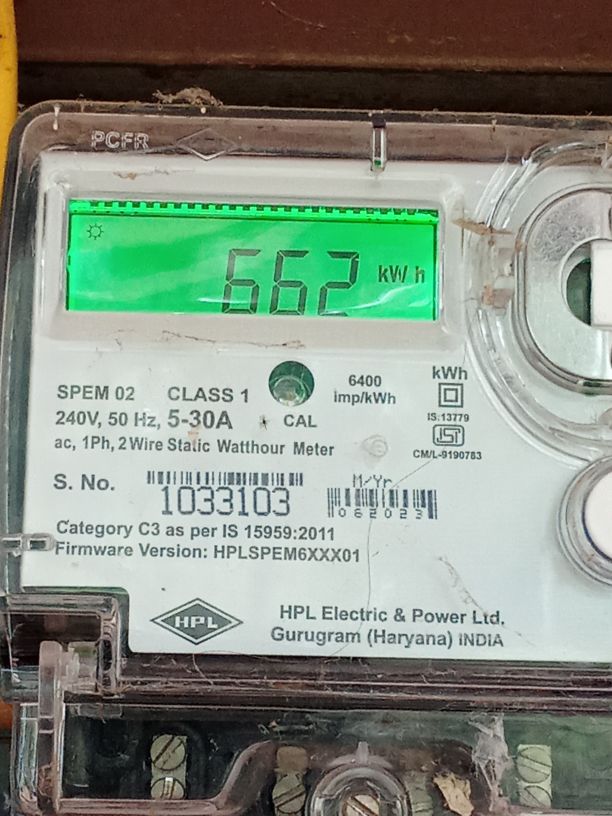 PCFR
662 kWh
SPEM 02 CLASS 1
6400 imp/kWh
kWh
240V, 50 Hz, 5-30A
CAL
IS:13779
ac, 1Ph, 2 Wire Static Watthour Meter
ISI
CM/L-9190783
S. No. 1033103
M/Yr
062023
Category C3 as per IS 15959:2011
Firmware Version: HPLSPEM6XXX01
HPL
HPL Electric & Power Ltd.
Gurugram (Haryana) INDIA